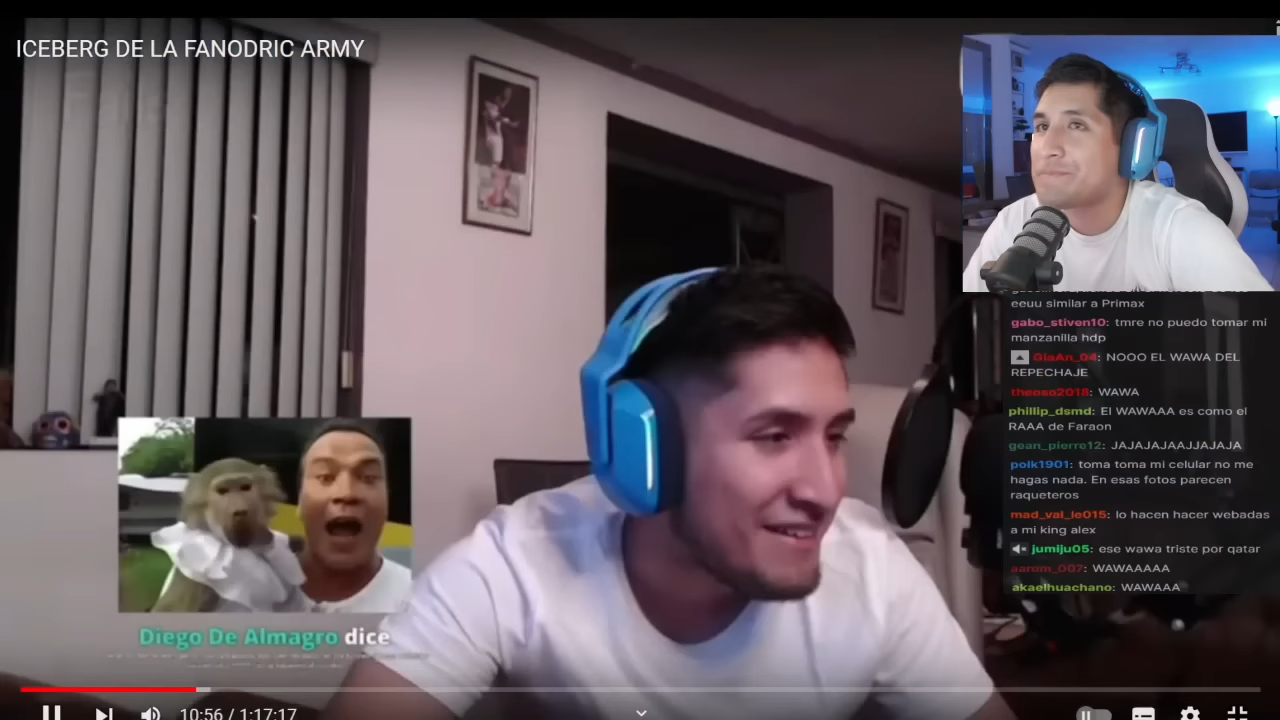 ICEBERG DE LA FANODRIC ARMY
eeuu similar a Primax
gabo_stiven10: tmre no puedo tomar mi
manzanilla hdp
GiaAn_04: NOOO EL WAWA DEL
REPECHAJE
theoso2018: WAWA
phillip_dsmd: El WAWAAA es como el
RAAA de Faraon
gean_pierre12: JAJAJAJAAJJAJAJA
polk1901: toma toma mi celular no me
hagas nada. En esas fotos parecen
raqueteros
mad_val_le015: lo hacen hacer webadas
a mi king alex
jumiju05: ese wawa triste por qatar
aarom_007: WAWAAAAA
akaelhuachano: WAWAAA
Diego De Almagro dice
10:56 / 1:17:17